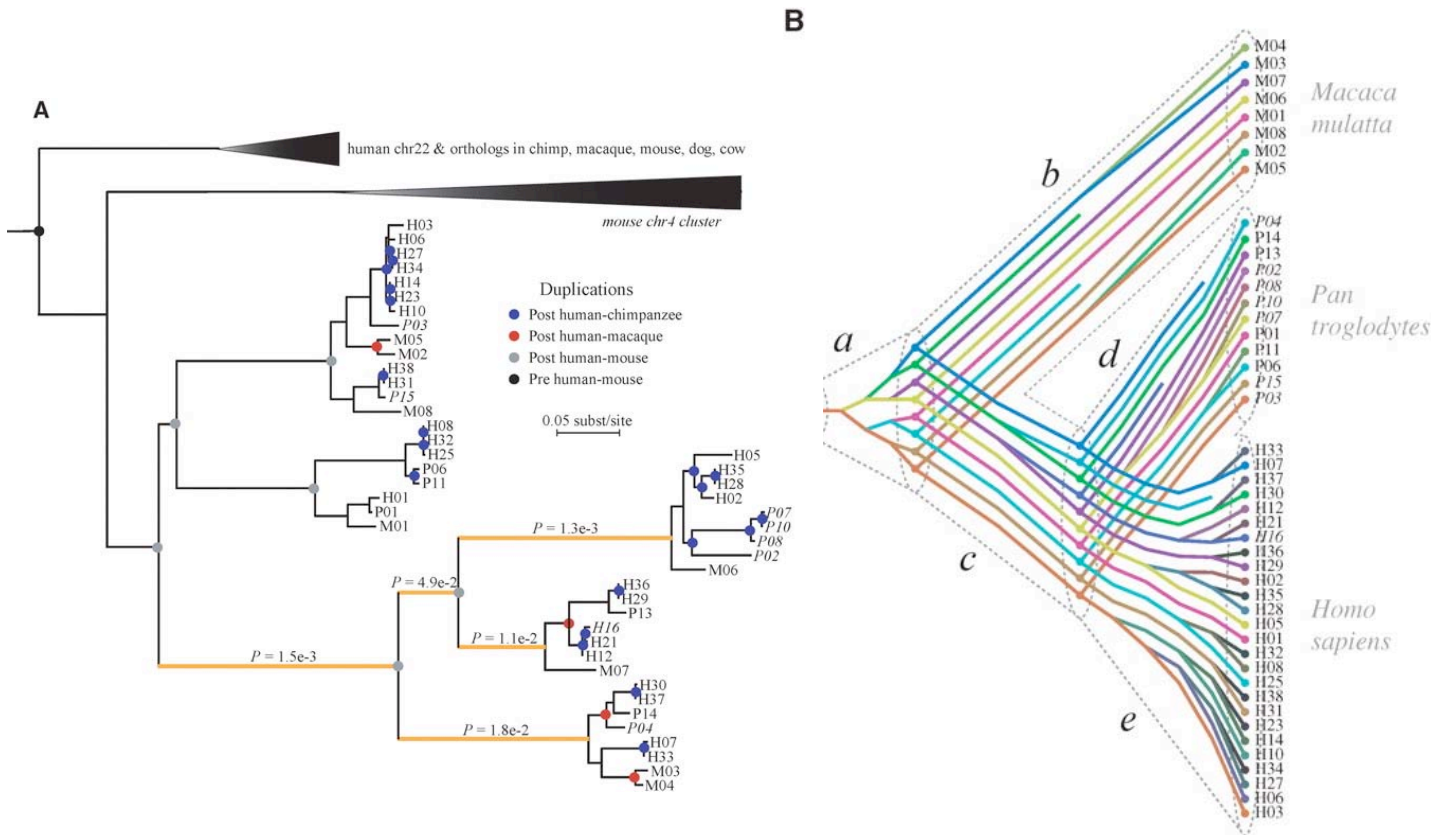 A
human chr22 & orthologs in chimp, macaque, mouse, dog, cow
mouse chr4 cluster
H03
H06
H27
H34
H14
H23
H10
P03
M05
M02
H38
H31
P15
M08
H08
H32
H25
P06
P11
H01
P01
M01
Duplications
Post human-chimpanzee
Post human-macaque
Post human-mouse
Pre human-mouse
0.05 subst/site
H05
H35
H28
H02
P07
P10
P08
P02
M06
P = 1.3e-3
P = 4.9e-2
H36
H29
P13
H16
H21
H12
M07
P = 1.1e-2
P = 1.5e-3
H30
H37
P14
P04
H07
H33
M03
M04
P = 1.8e-2
B
M04
M03
M07
M06
M01
M08
M02
M05
Macaca
mulatta
b
a
d
c
e
P04
P14
P13
P02
P08
P10
P07
P01
P11
P06
P15
P03
Pan
troglodytes
H33
H07
H37
H30
H12
H21
H16
H36
H29
H02
H35
H28
H05
H01
H32
H08
H25
H38
H31
H23
H14
H10
H34
H27
H06
H03
Homo
sapiens